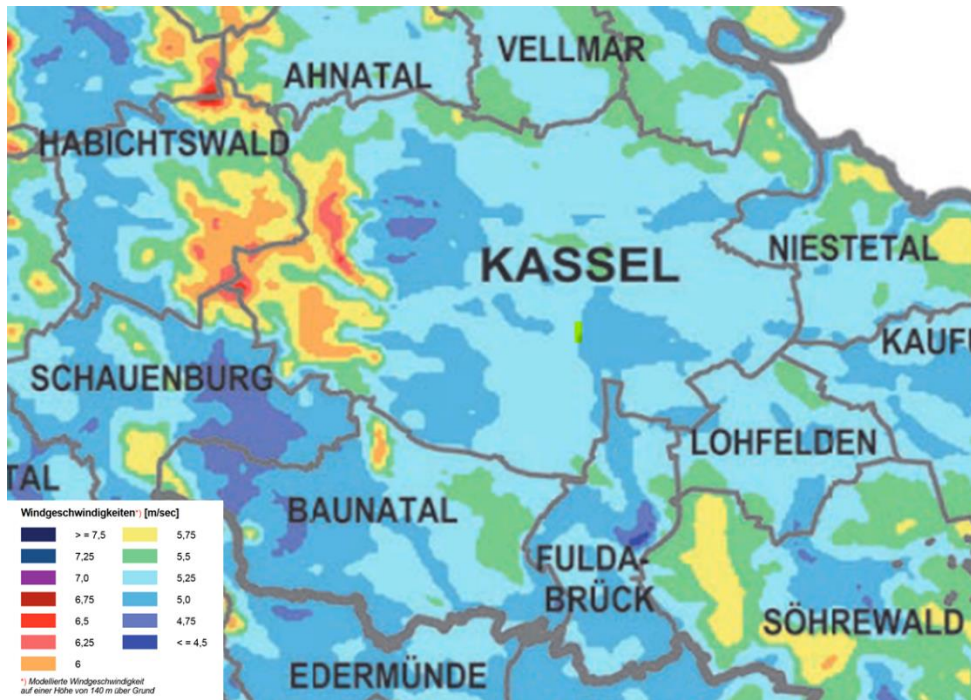 VELLMAR
AHNATAL
HABICHTSWALD
KASSEL
NIESTETAL
KAUFU
SCHAUENBURG
LOHFELDEN
TAL
BAUNATAL
FULDA-
BRÜCK
SÖHREWALD
EDERMÜNDE
Windgeschwindigkeiten*) [m/sec]
> = 7,5
7,25
7,0
6,75
6,5
6,25
6
5,75
5,5
5,25
5,0
4,75
< = 4,5
*) Modellierte Windgeschwindigkeit
auf einer Höhe von 140 m über Grund